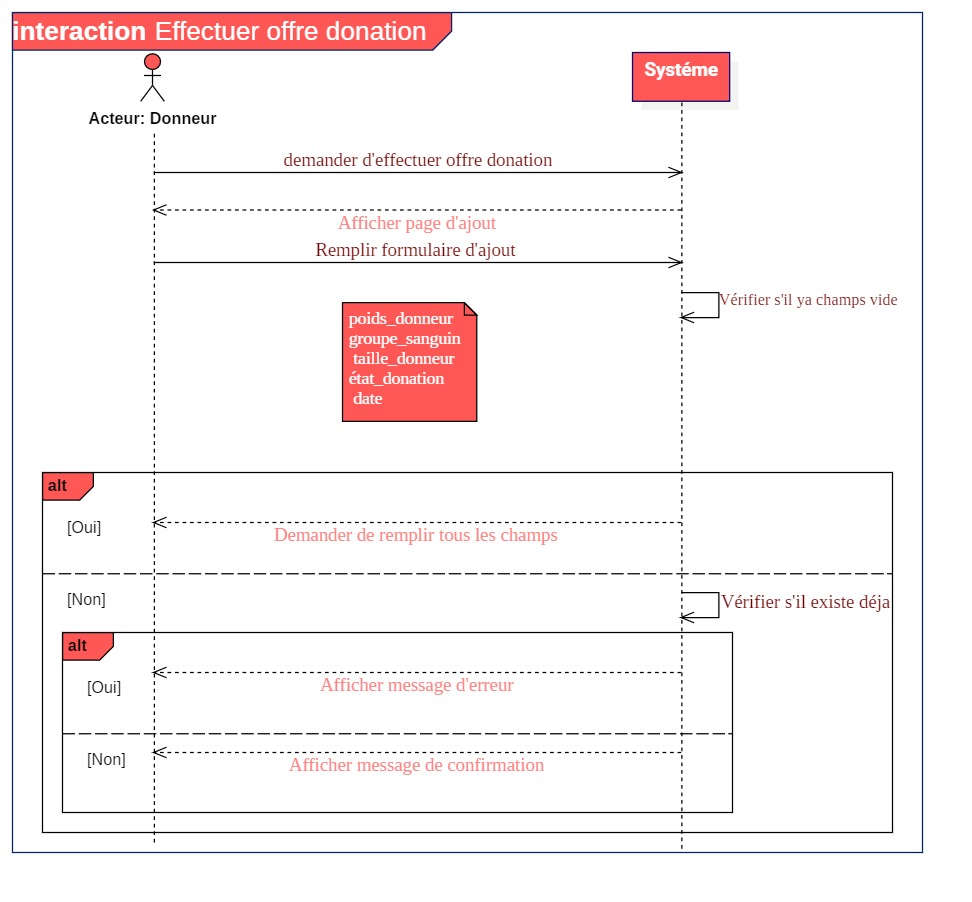 interaction Effectuer offre donation
Systéme
Acteur: Donneur
demander d'effectuer offre donation
Afficher page d'ajout
Remplir formulaire d'ajout
Vérifier s'il ya champs vide
poids_donneur
groupe_sanguin
taille_donneur
état_donation
date
alt
[Oui]
Demander de remplir tous les champs
[Non]
Vérifier s'il existe déja
alt
[Oui]
Afficher message d'erreur
[Non]
Afficher message de confirmation